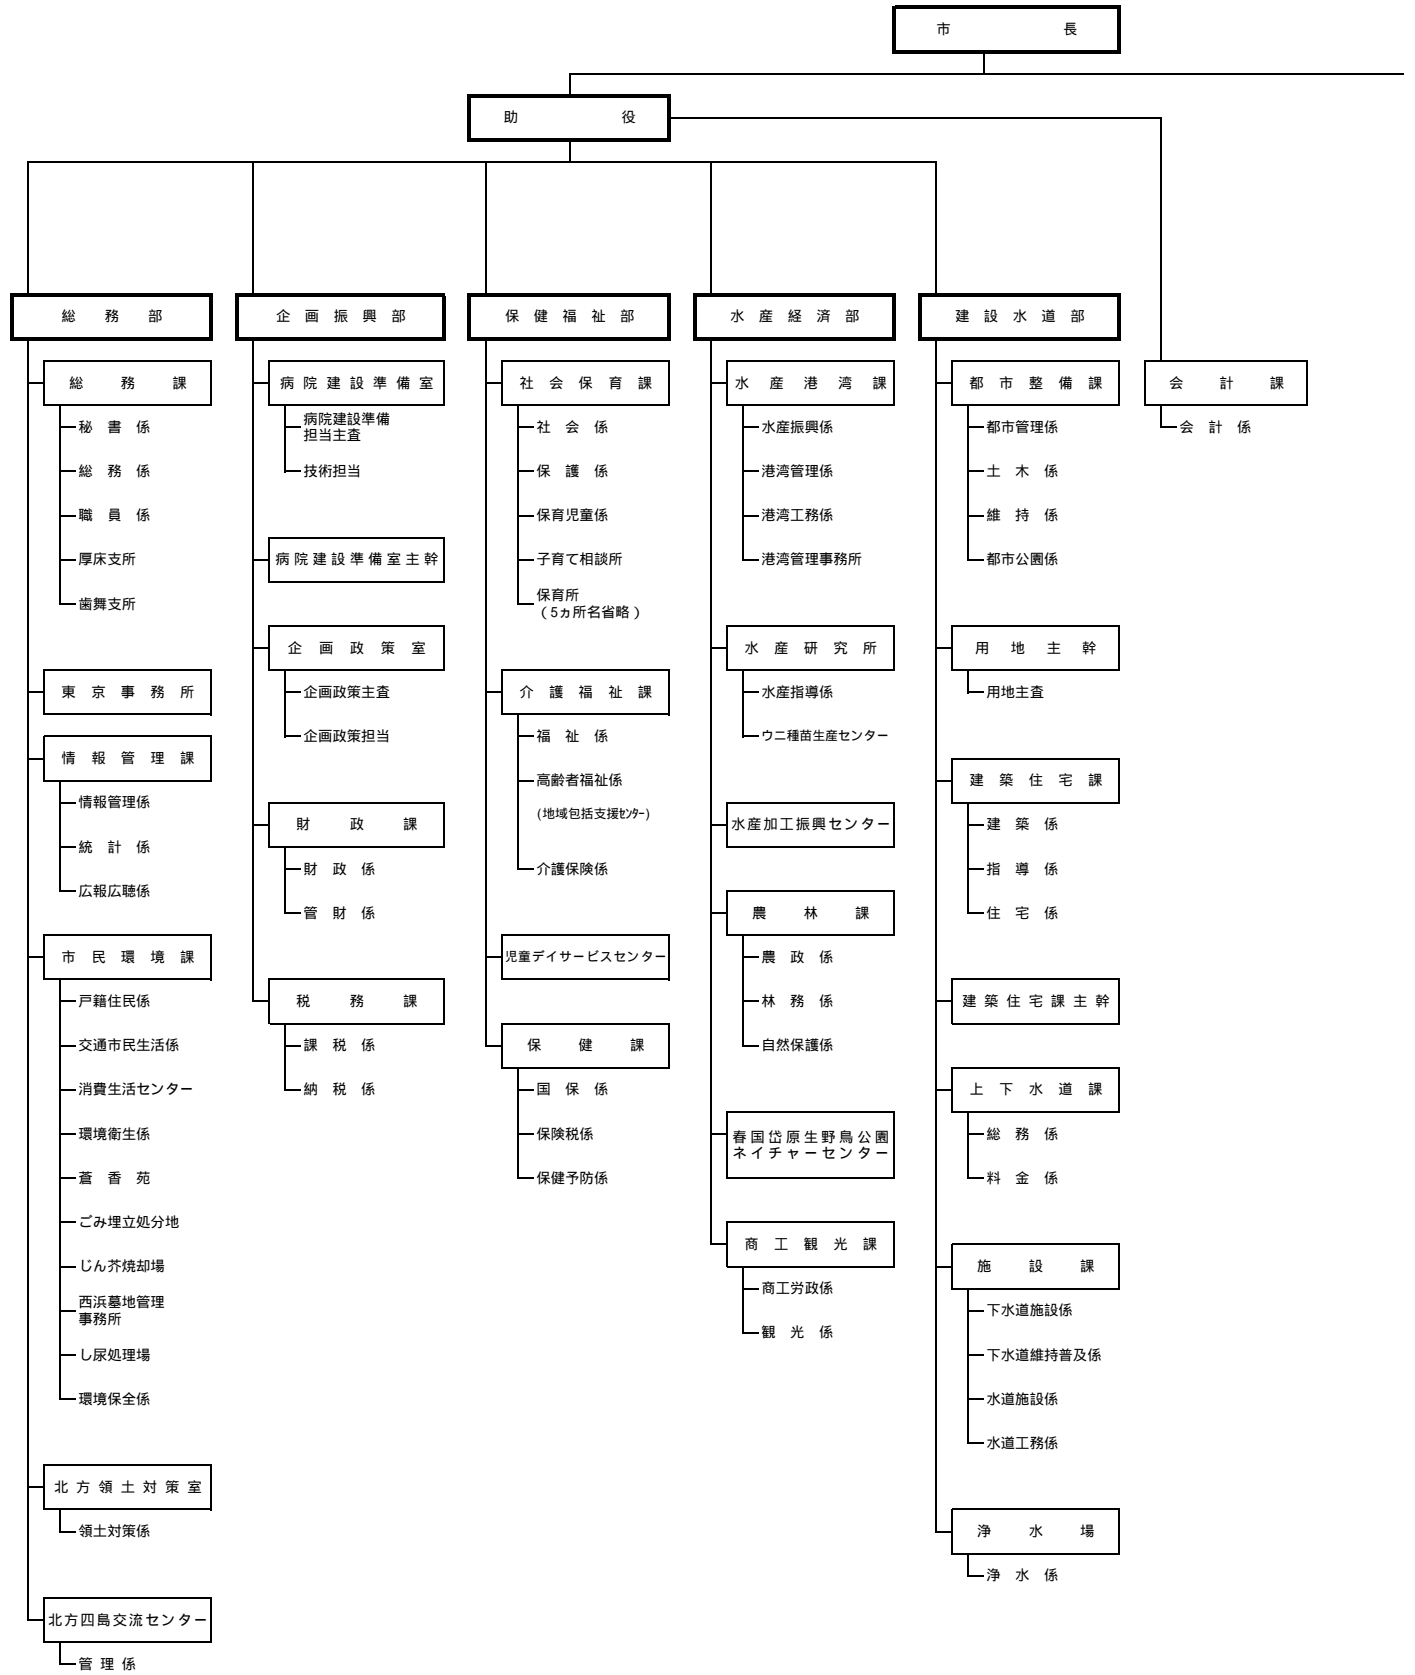 市長
助役
総務部
総務課
秘書係
総務係
職員係
厚床支所
歯舞支所
東京事務所
情報管理課
情報管理係
統計係
広報広聴係
市民環境課
戸籍住民係
交通市民生活係
消費生活センター
環境衛生係
蒼香苑
ごみ埋立処分地
じん芥焼却場
西浜墓地管理
事務所
し尿処理場
環境保全係
北方領土対策室
領土対策係
北方四島交流センター
管理係
企画振興部
病院建設準備室
病院建設準備
担当主査
技術担当
病院建設準備室主幹
企画政策室
企画政策主査
企画政策担当
財政課
財政係
管財係
税務課
課税係
納税係
保健福祉部
社会保育課
社会係
保護係
保育児童係
子育て相談所
保育所
（5ヵ所名省略）
介護福祉課
福祉係
高齢者福祉係
(地域包括支援ｾﾝﾀｰ)
介護保険係
児童デイサービスセンター
保健課
国保係
保険税係
保健予防係
水産経済部
水産港湾課
水産振興係
港湾管理係
港湾工務係
港湾管理事務所
水産研究所
水産指導係
ウニ種苗生産センター
水産加工振興センター
農林課
農政係
林務係
自然保護係
春国岱原生野鳥公園
ネイチャーセンター
商工観光課
商工労政係
観光係
建設水道部
都市整備課
都市管理係
土木係
維持係
都市公園係
用地主幹
用地主査
建築住宅課
建築係
指導係
住宅係
建築住宅課主幹
上下水道課
総務係
料金係
施設課
下水道施設係
下水道維持普及係
水道施設係
水道工務係
浄水場
浄水係
会計課
会計係